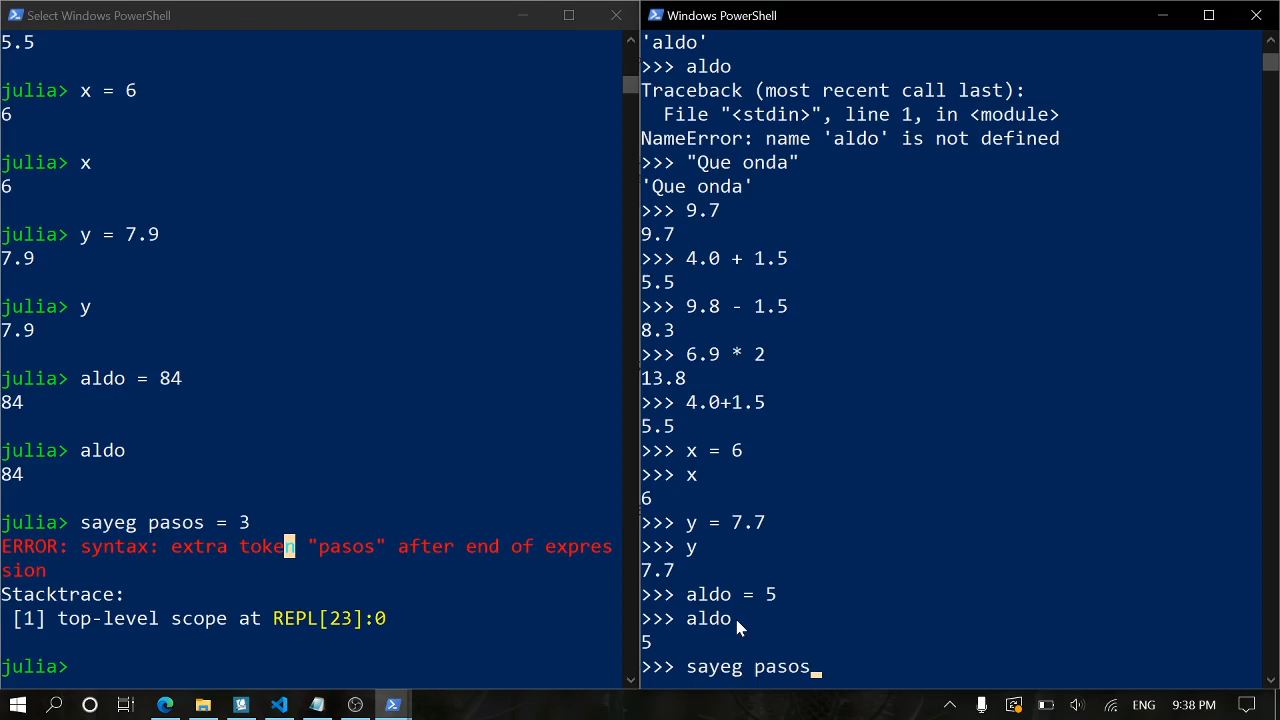 Select Windows PowerShell
5.5
julia> x = 6
6
julia> x
6
julia> y = 7.9
7.9
julia> y
7.9
julia> aldo = 84
84
julia> aldo
84
julia> sayeg pasos = 3
ERROR: syntax: extra token "pasos" after end of expres
sion
Stacktrace:
[1] top-level scope at REPL[23]:0
julia>
Windows PowerShell
'aldo'
>>> aldo
Traceback (most recent call last):
File "<stdin>", line 1, in <module>
NameError: name 'aldo' is not defined
>>> "Que onda"
'Que onda'
>>> 9.7
9.7
>>> 4.0 + 1.5
5.5
>>> 9.8 - 1.5
8.3
>>> 6.9 * 2
13.8
>>> 4.0+1.5
5.5
>>> x = 6
>>> x
6
>>> y = 7.7
>>> y
7.7
>>> aldo = 5
>>> aldo
5
>>> sayeg pasos_
ENG
9:38 PM